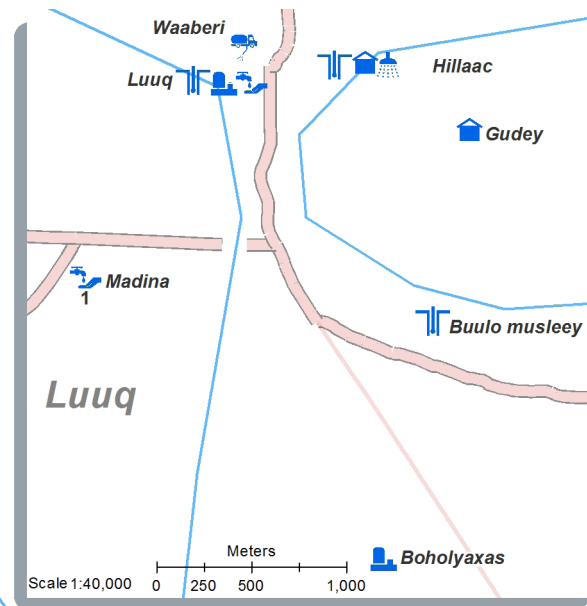 Waaberi
Luuq
Hillaac
Gudey
Madina
1
Buulo musleey
Luuq
Boholyaxas
Meters
Scale 1:40,000
0 250 500 1,000